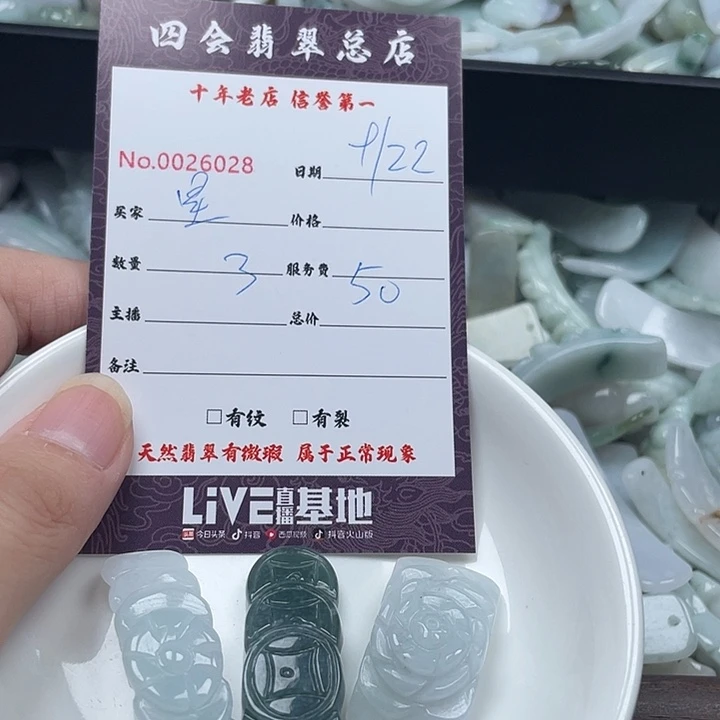 四会翡翠总店
十年老店 信誉第一
No.0026028
日期 9/22
买家 星 价格
数量 3 服务费 50
主播 总价
备注
□有纹 □有裂
天然翡翠有微瑕 属于正常现象
LiVE直播基地
今日头条 抖音 西瓜视频 抖音火山版